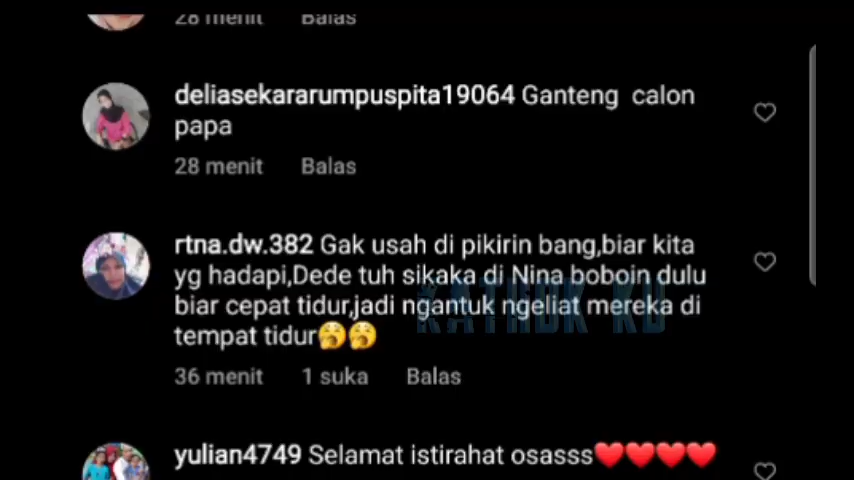 28 menit Balas
deliasekararumpuspita19064 Ganteng calon
papa
28 menit Balas
rtna.dw.382 Gak usah di pikirin bang,biar kita
yg hadapi,Dede tuh sikaka di Nina boboin dulu
biar cepat tidur,jadi ngantuk ngeliat mereka di
tempat tidur🥱🥱
KATHDK KU
36 menit 1 suka Balas
yulian4749 Selamat istirahat osasss❤️❤️❤️❤️